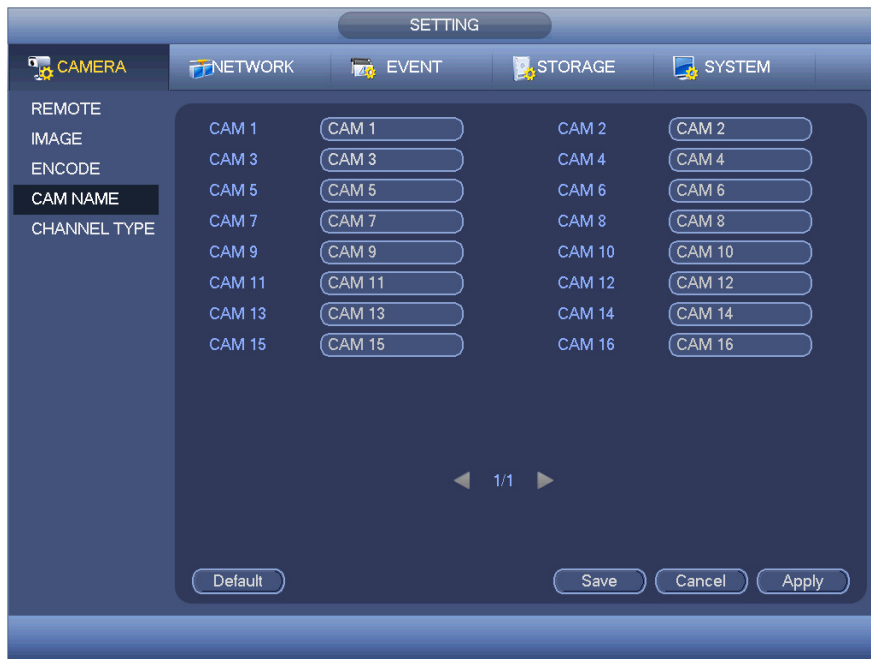 SETTING
CAMERA NETWORK EVENT STORAGE SYSTEM
REMOTE
IMAGE
ENCODE
CAM NAME
CHANNEL TYPE
CAM 1 CAM 1 CAM 2 CAM 2
CAM 3 CAM 3 CAM 4 CAM 4
CAM 5 CAM 5 CAM 6 CAM 6
CAM 7 CAM 7 CAM 8 CAM 8
CAM 9 CAM 9 CAM 10 CAM 10
CAM 11 CAM 11 CAM 12 CAM 12
CAM 13 CAM 13 CAM 14 CAM 14
CAM 15 CAM 15 CAM 16 CAM 16
1/1
Default Save Cancel Apply